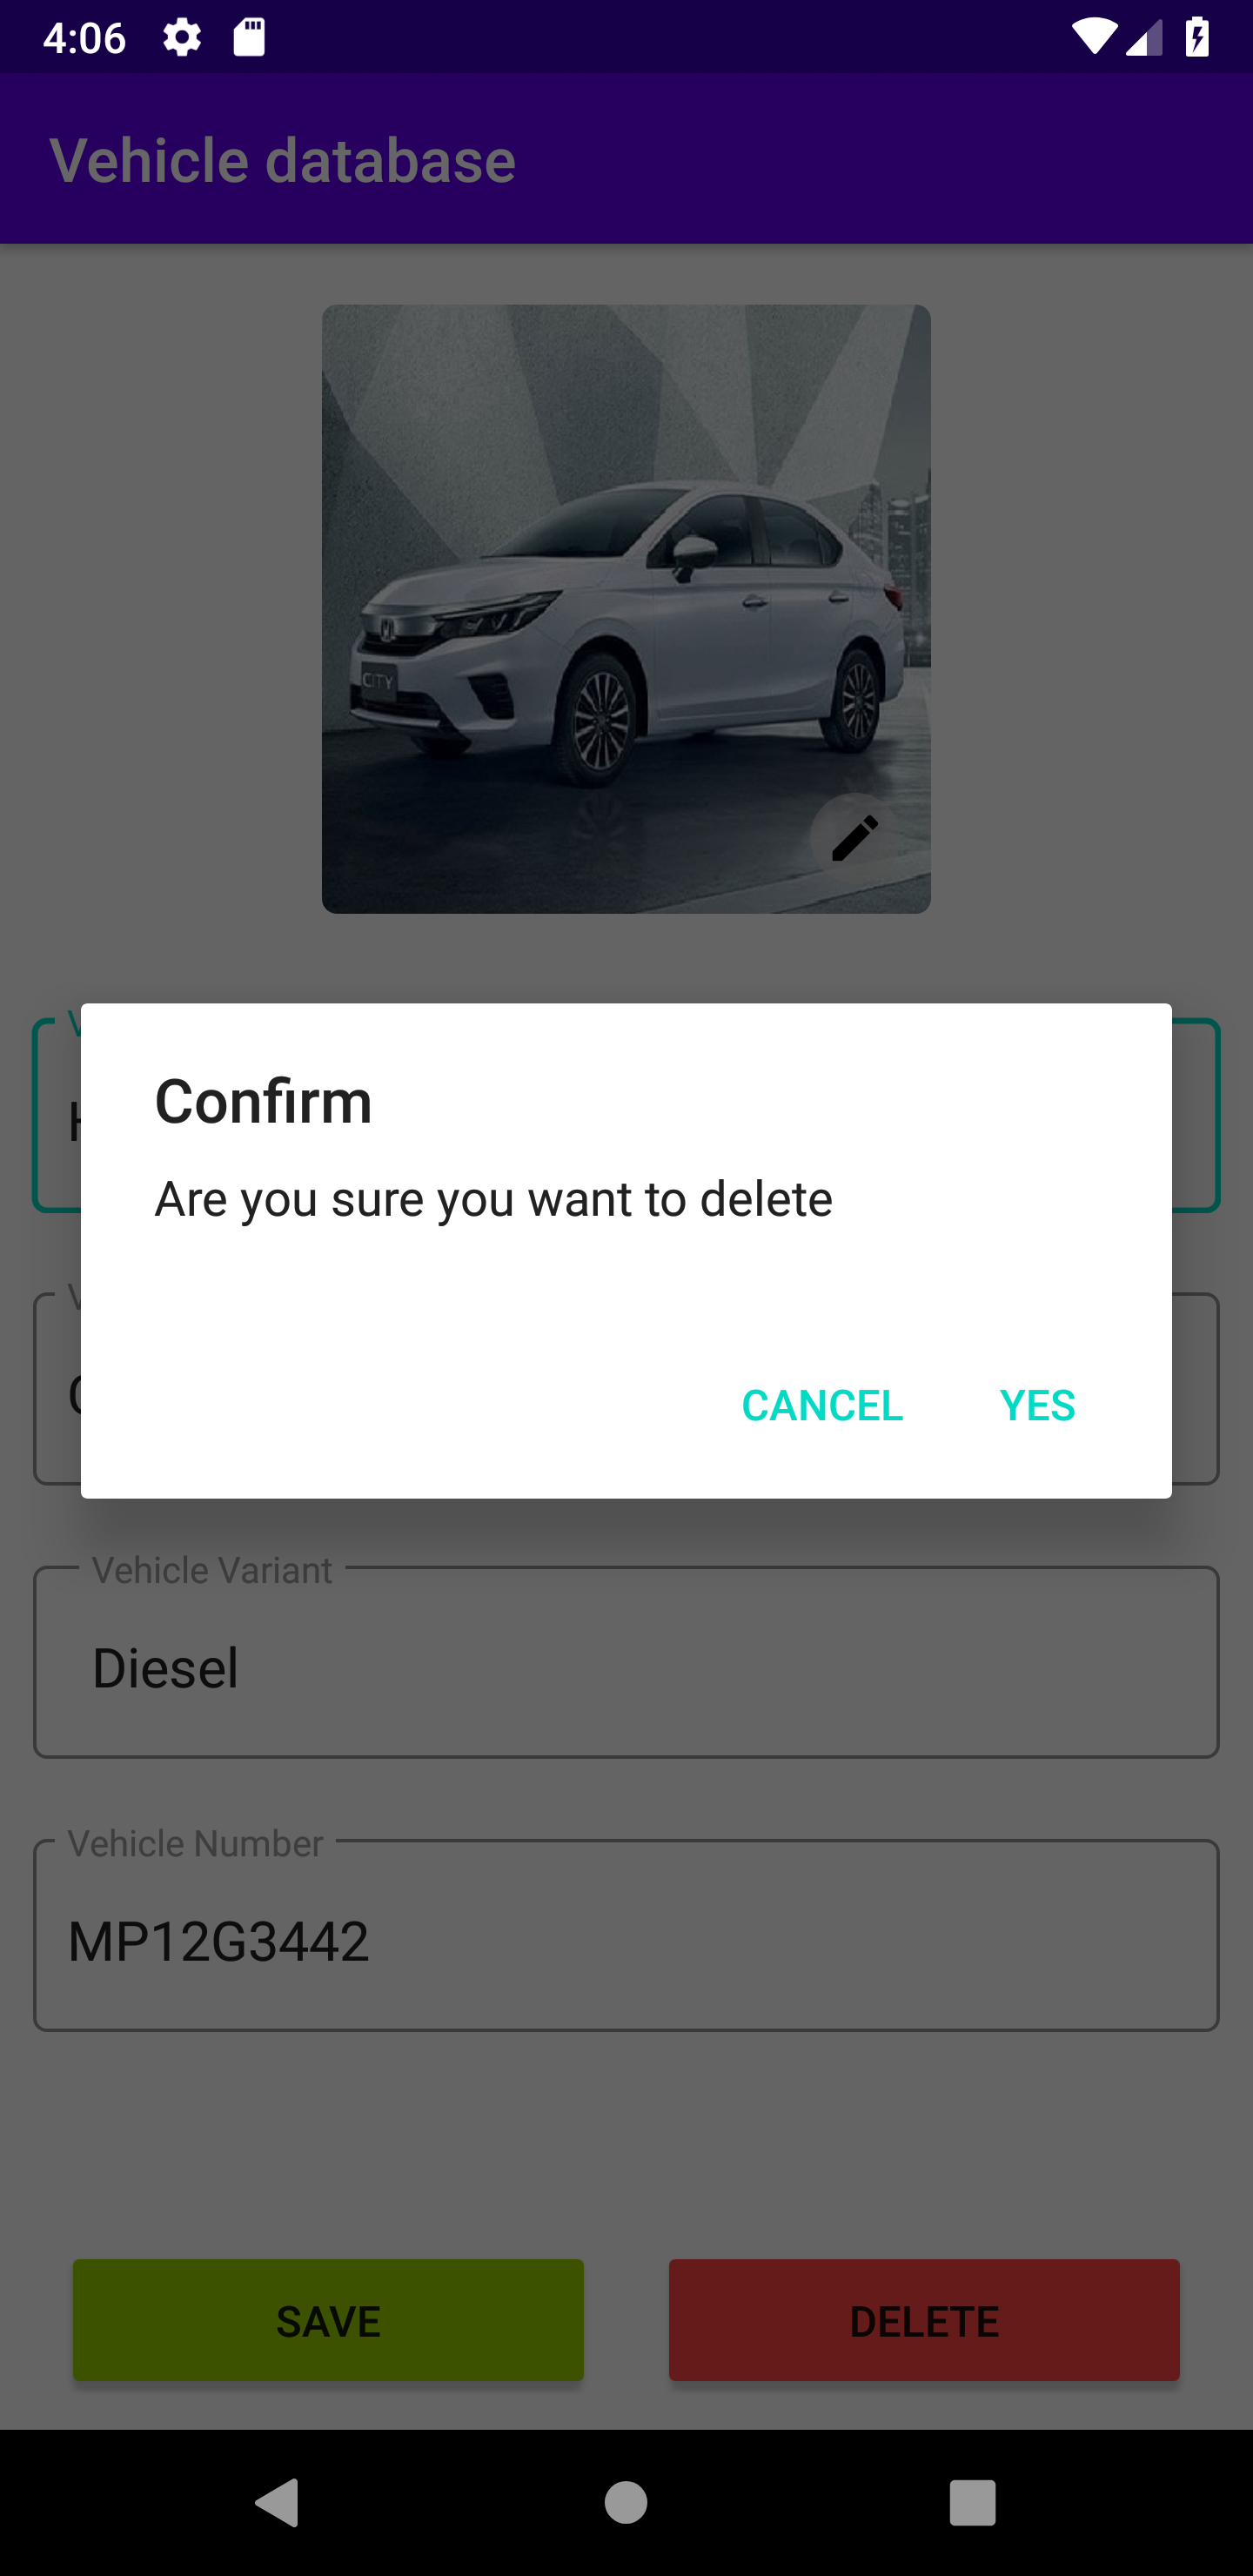 4:06
Vehicle database
CITY
Confirm
Are you sure you want to delete
CANCEL YES
Vehicle Variant
Diesel
Vehicle Number
MP12G3442
SAVE DELETE